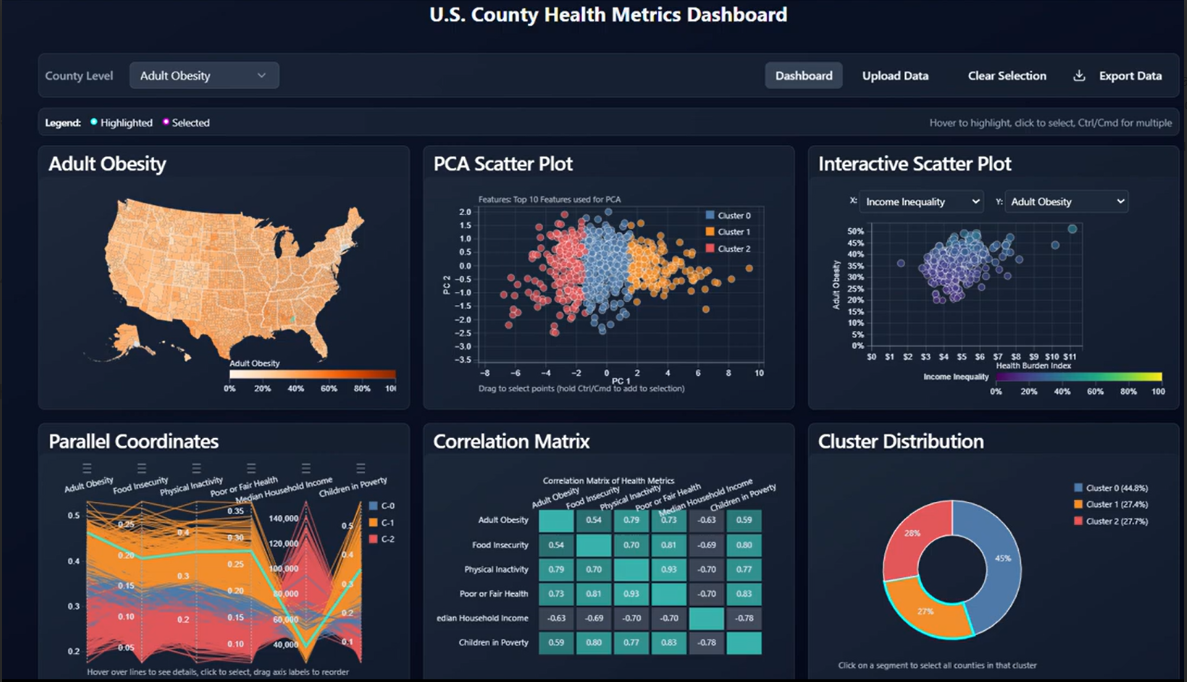 U.S. County Health Metrics Dashboard
County Level Adult Obesity Dashboard Upload Data Clear Selection Export Data
Legend: Highlighted Selected Hover to highlight, click to select, Ctrl/Cmd for multiple
Adult Obesity
Adult Obesity
0% 20% 40% 60% 80% 100
PCA Scatter Plot
Features: Top 10 Features used for PCA
Cluster 0
Cluster 1
Cluster 2
2.0
1.5
1.0
0.5
0.0
−0.5
−1.0
−1.5
−2.0
−2.5
−3.0
−3.5
PC 2
−8 −6 −4 −2 0 2 4 6 8 10
PC 1
Drag to select points (hold Ctrl/Cmd to add to selection)
Interactive Scatter Plot
X: Income Inequality Y: Adult Obesity
50%
45%
40%
35%
30%
25%
20%
15%
10%
5%
0%
Adult Obesity
$0 $1 $2 $3 $4 $5 $6 $7 $8 $9 $10 $11
Health Burden Index
Income Inequality
0% 20% 40% 60% 80% 100
Parallel Coordinates
Adult Obesity Food Insecurity Physical Inactivity Poor or Fair Health Median Household Income Children in Poverty
0.5
0.4
0.3
0.2
0.25
0.20
0.15
0.10
0.05
0.4
0.3
0.2
0.35
0.30
0.25
0.20
0.15
0.10
140,000
120,000
100,000
80,000
60,000
40,000
0.5
0.4
0.3
0.2
0.1
C-0
C-1
C-2
Hover over lines to see details, click to select, drag axis labels to reorder
Correlation Matrix
Correlation Matrix of Health Metrics
Adult Obesity Food Insecurity Physical Inactivity Poor or Fair Health Median Household Income Children in Poverty
Adult Obesity 0.54 0.79 0.73 -0.63 0.59
Food Insecurity 0.54 0.70 0.81 -0.69 0.80
Physical Inactivity 0.79 0.70 0.93 -0.70 0.77
Poor or Fair Health 0.73 0.81 0.93 -0.70 0.83
edian Household Income -0.63 -0.69 -0.70 -0.70 -0.78
Children in Poverty 0.59 0.80 0.77 0.83 -0.78
Cluster Distribution
Cluster 0 (44.8%)
Cluster 1 (27.4%)
Cluster 2 (27.7%)
28%
45%
27%
Click on a segment to select all counties in that cluster